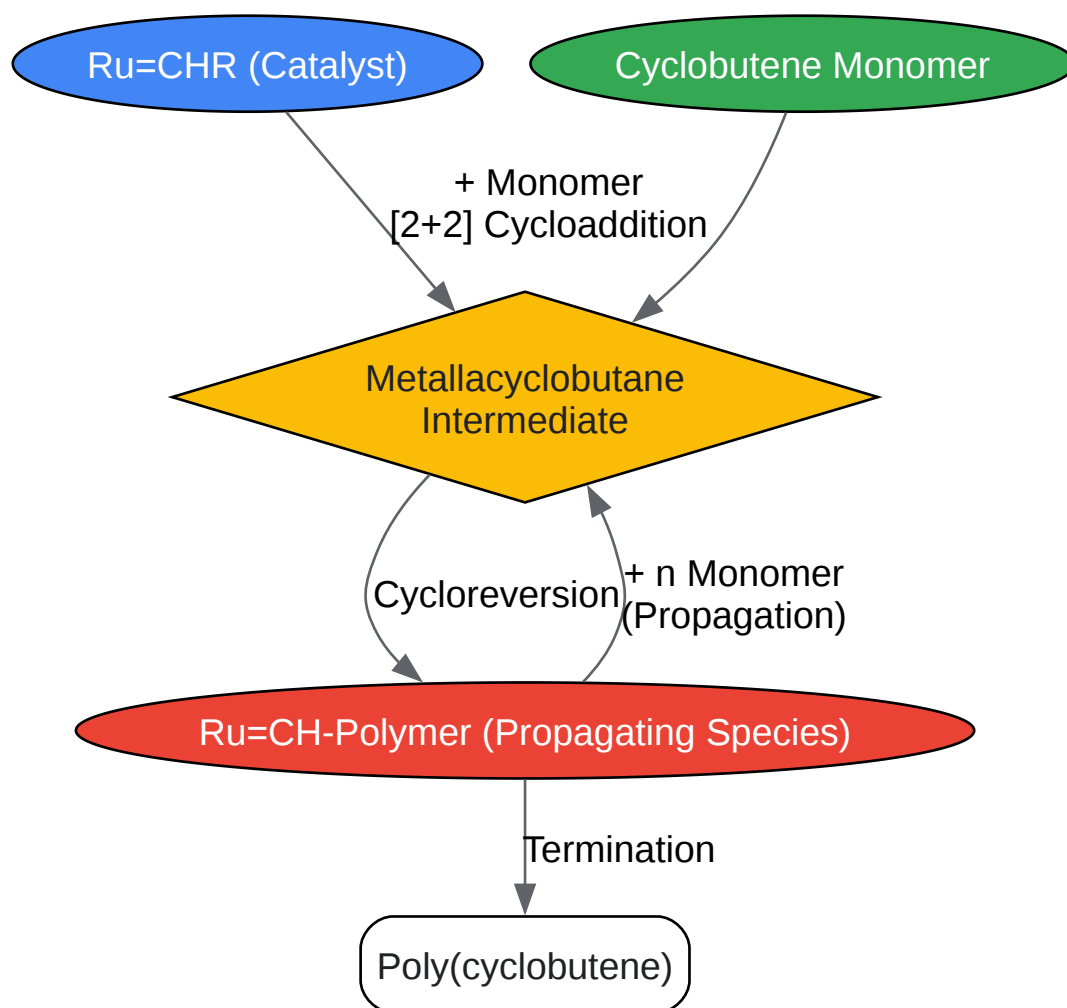 Ru=CHR (Catalyst)
Cyclobutene Monomer
+ Monomer
[2+2] Cycloaddition
Metallacyclobutane
Intermediate
Cycloreversion
+ n Monomer
(Propagation)
Ru=CH-Polymer (Propagating Species)
Termination
Poly(cyclobutene)